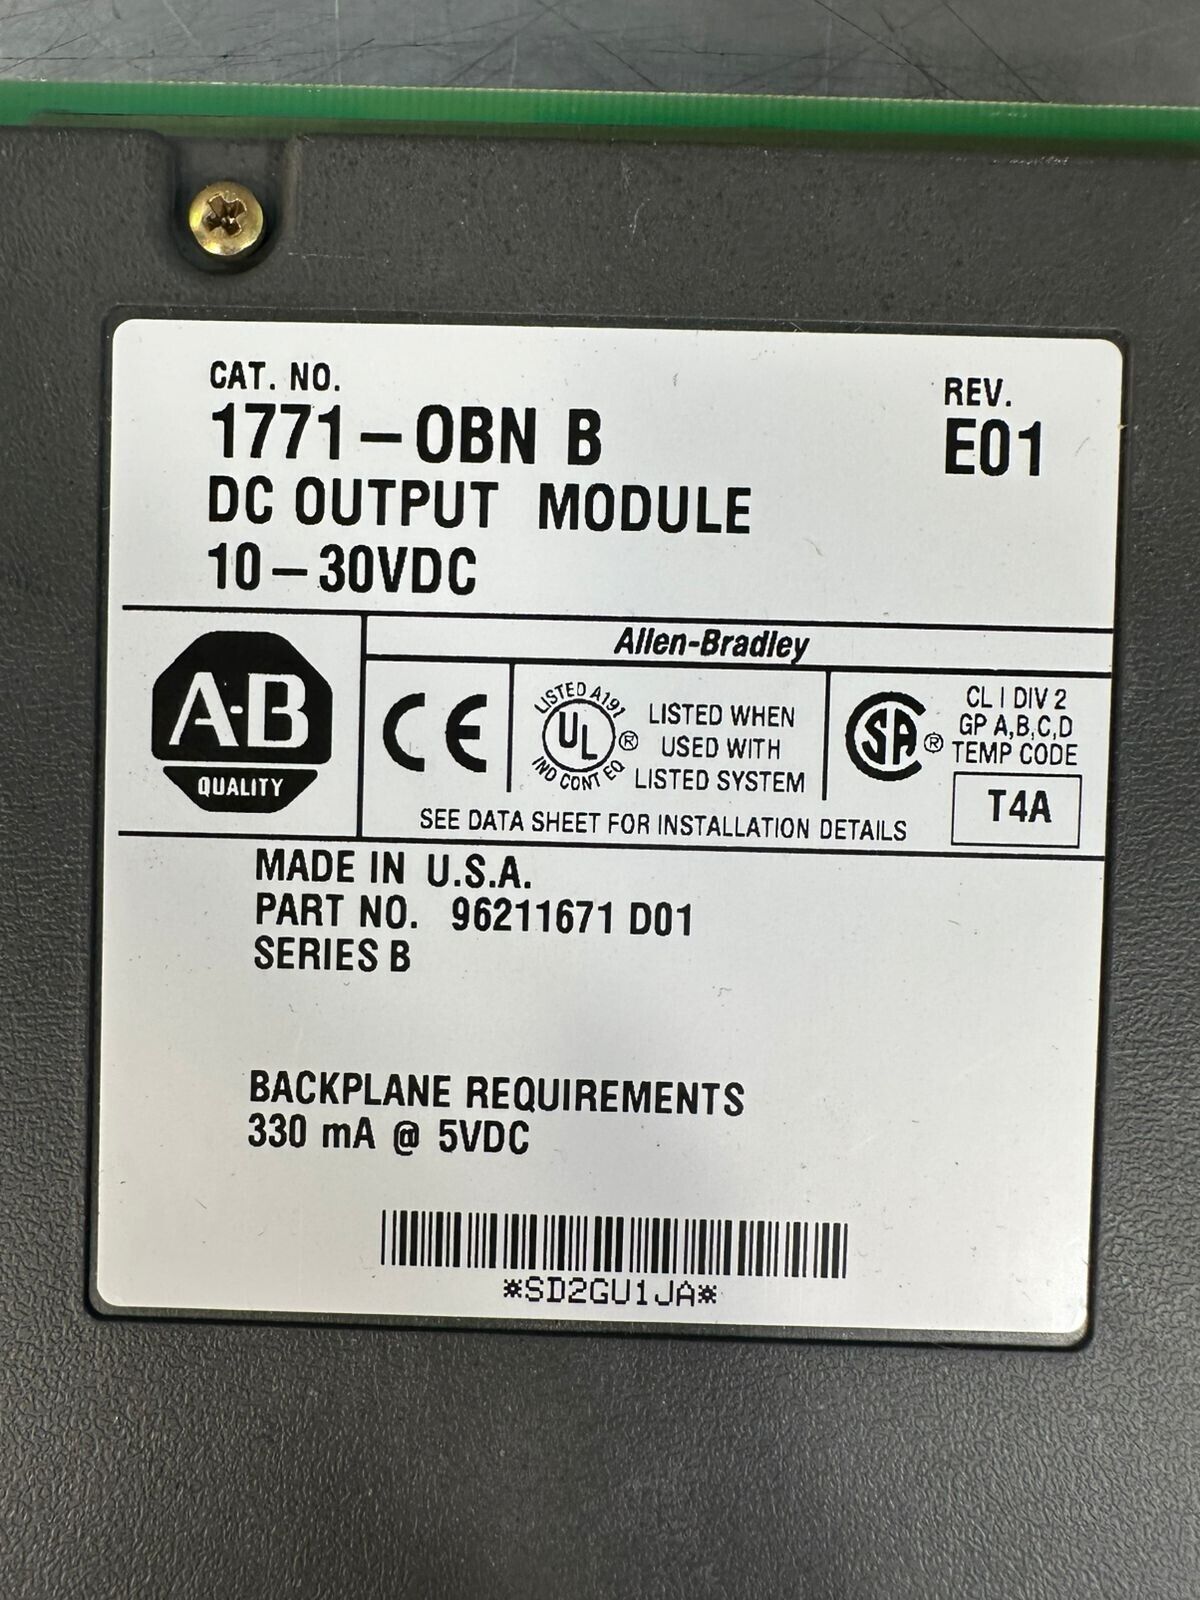 CAT. NO.
REV.
1771-OBN B
E01
DC OUTPUT MODULE
10-30VDC
A-B
QUALITY
Allen-Bradley
CE
LISTED A191
UL
®
IND CONT EQ
LISTED WHEN
USED WITH
LISTED SYSTEM
SA
®
CL I DIV 2
GP A,B,C,D
TEMP CODE
T4A
SEE DATA SHEET FOR INSTALLATION DETAILS
MADE IN U.S.A.
PART NO. 96211671 D01
SERIES B
BACKPLANE REQUIREMENTS
330 mA @ 5VDC
*SD2GU1JA*